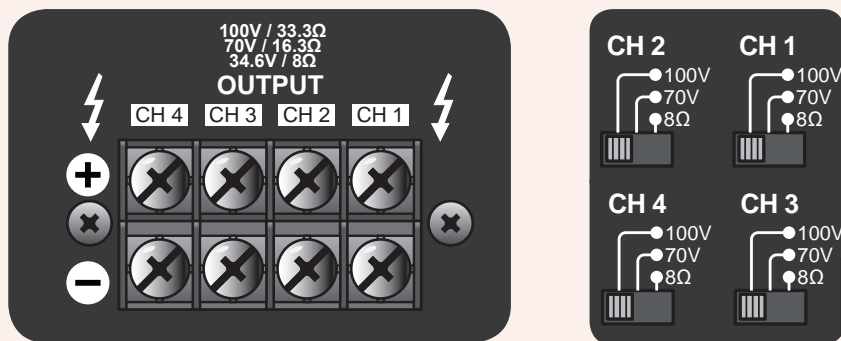 100V / 33.3Ω
70V / 16.3Ω
34.6V / 8Ω
OUTPUT
CH 4 CH 3 CH 2 CH 1
+
−
CH 2
100V
70V
8Ω
CH 1
100V
70V
8Ω
CH 4
100V
70V
8Ω
CH 3
100V
70V
8Ω